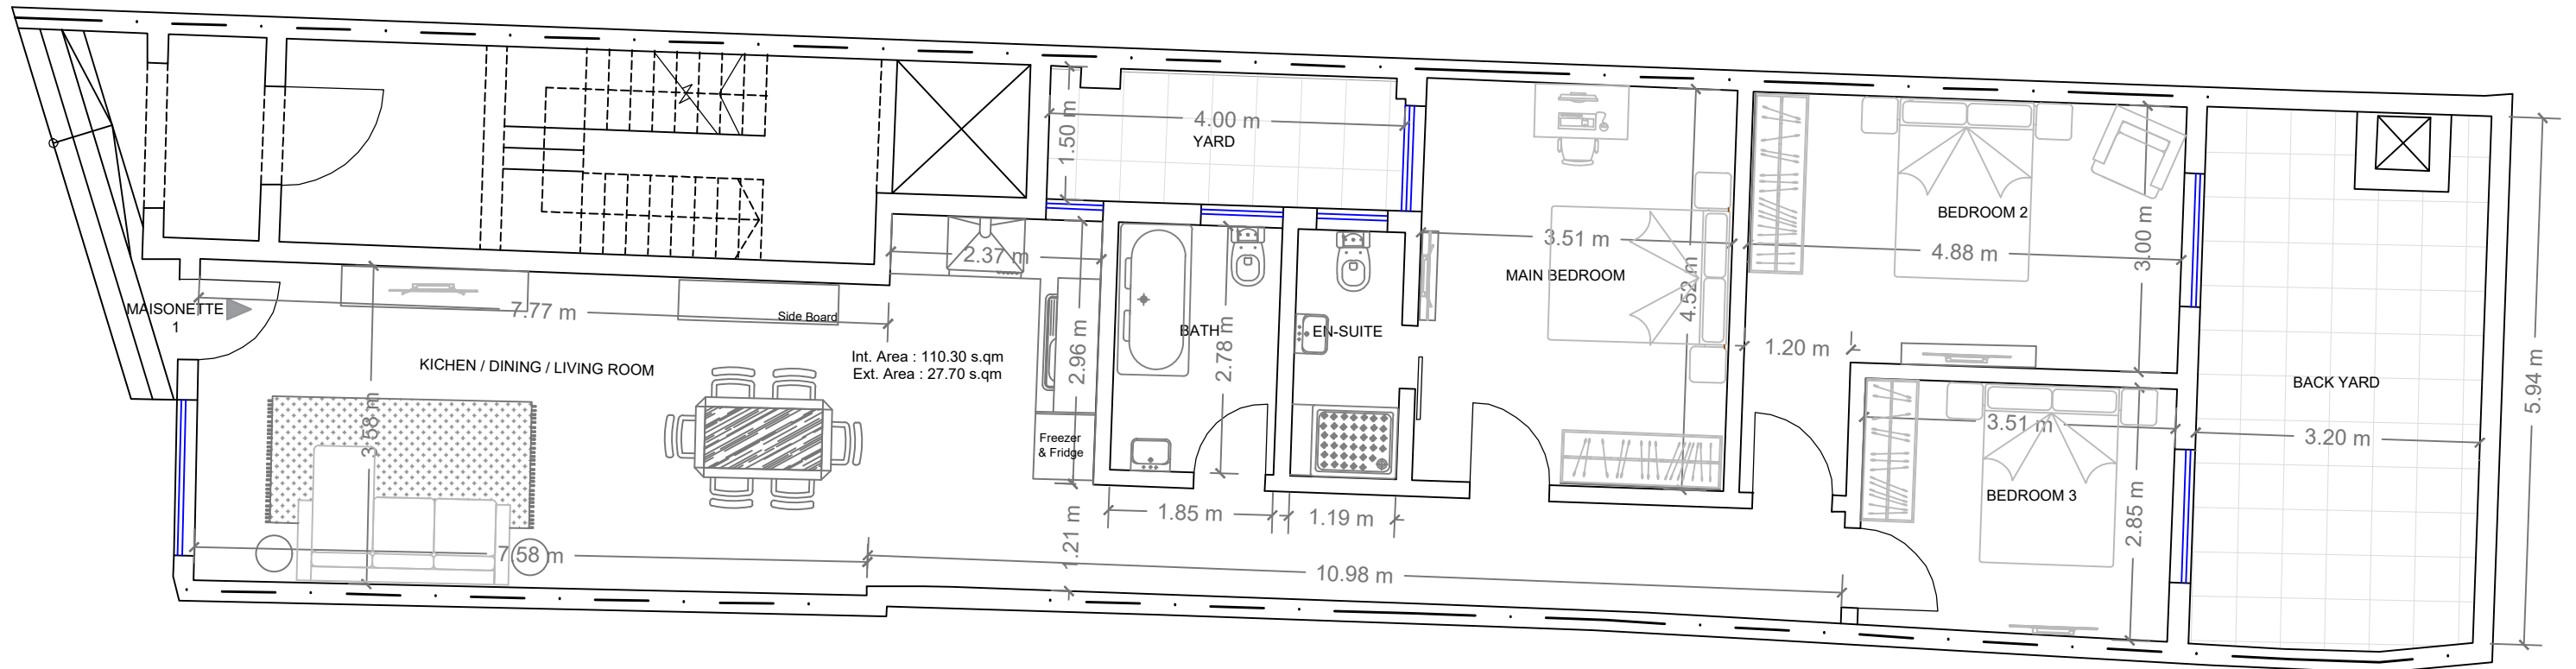 4.00 m
YARD
1.50 m
BEDROOM 2
4.88 m
3.00 m
3.51 m
MAIN BEDROOM
4.52 m
2.37 m
MAISONETTE
1
7.77 m
Side Board
KICHEN / DINING / LIVING ROOM
Int. Area : 110.30 s.qm
Ext. Area : 27.70 s.qm
2.96 m
BATH
2.78 m
EN-SUITE
1.20 m
BACK YARD
5.94 m
3.58 m
Freezer
& Fridge
3.51 m
3.20 m
BEDROOM 3
2.85 m
1.85 m
1.19 m
.21 m
7.58 m
10.98 m